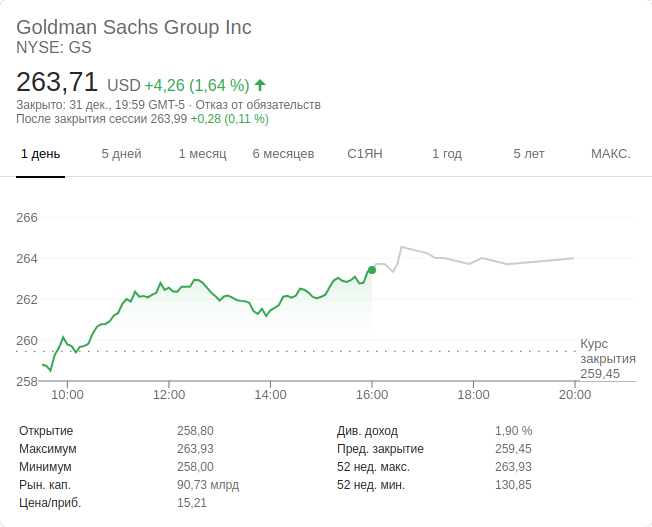 Goldman Sachs Group Inc
NYSE: GS
263,71 USD +4,26 (1,64 %)
Закрыто: 31 дек., 19:59 GMT-5 · Отказ от обязательств
После закрытия сессии 263,99 +0,28 (0,11 %)
1 день 5 дней 1 месяц 6 месяцев С1ЯН 1 год 5 лет МАКС.
266
264
262
260
258
Курс
закрытия
259,45
10:00 12:00 14:00 16:00 18:00 20:00
Открытие 258,80 Див. доход 1,90 %
Максимум 263,93 Пред. закрытие 259,45
Минимум 258,00 52 нед. макс. 263,93
Рын. кап. 90,73 млрд 52 нед. мин. 130,85
Цена/приб. 15,21